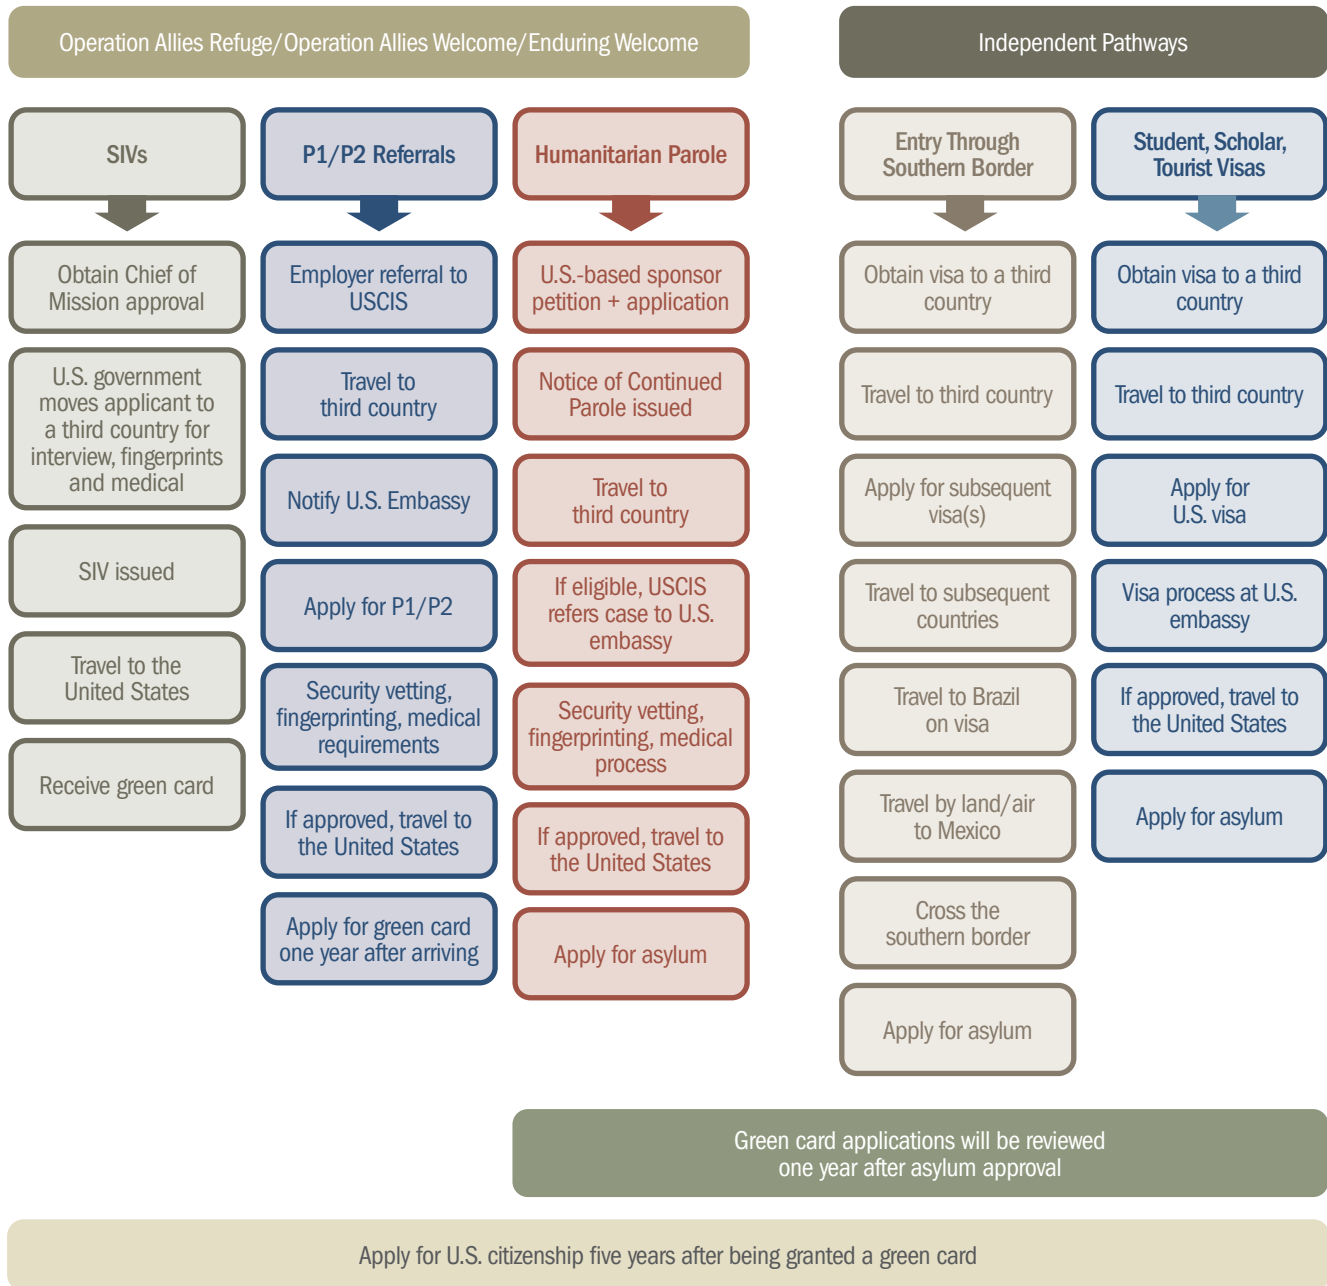 Operation Allies Refuge/Operation Allies Welcome/Enduring Welcome
Independent Pathways
SIVs
Obtain Chief of
Mission approval
U.S. government
moves applicant to
a third country for
interview, fingerprints
and medical
SIV issued
Travel to the
United States
Receive green card
P1/P2 Referrals
Employer referral to
USCIS
Travel to
third country
Notify U.S. Embassy
Apply for P1/P2
Security vetting,
fingerprinting, medical
requirements
If approved, travel to
the United States
Apply for green card
one year after arriving
Humanitarian Parole
U.S.-based sponsor
petition + application
Notice of Continued
Parole issued
Travel to
third country
If eligible, USCIS
refers case to U.S.
embassy
Security vetting,
fingerprinting, medical
process
If approved, travel to
the United States
Apply for asylum
Entry Through
Southern Border
Obtain visa to a third
country
Travel to third country
Apply for subsequent
visa(s)
Travel to subsequent
countries
Travel to Brazil
on visa
Travel by land/air
to Mexico
Cross the
southern border
Apply for asylum
Student, Scholar,
Tourist Visas
Obtain visa to a third
country
Travel to third country
Apply for
U.S. visa
Visa process at U.S.
embassy
If approved, travel to
the United States
Apply for asylum
Green card applications will be reviewed
one year after asylum approval
Apply for U.S. citizenship five years after being granted a green card